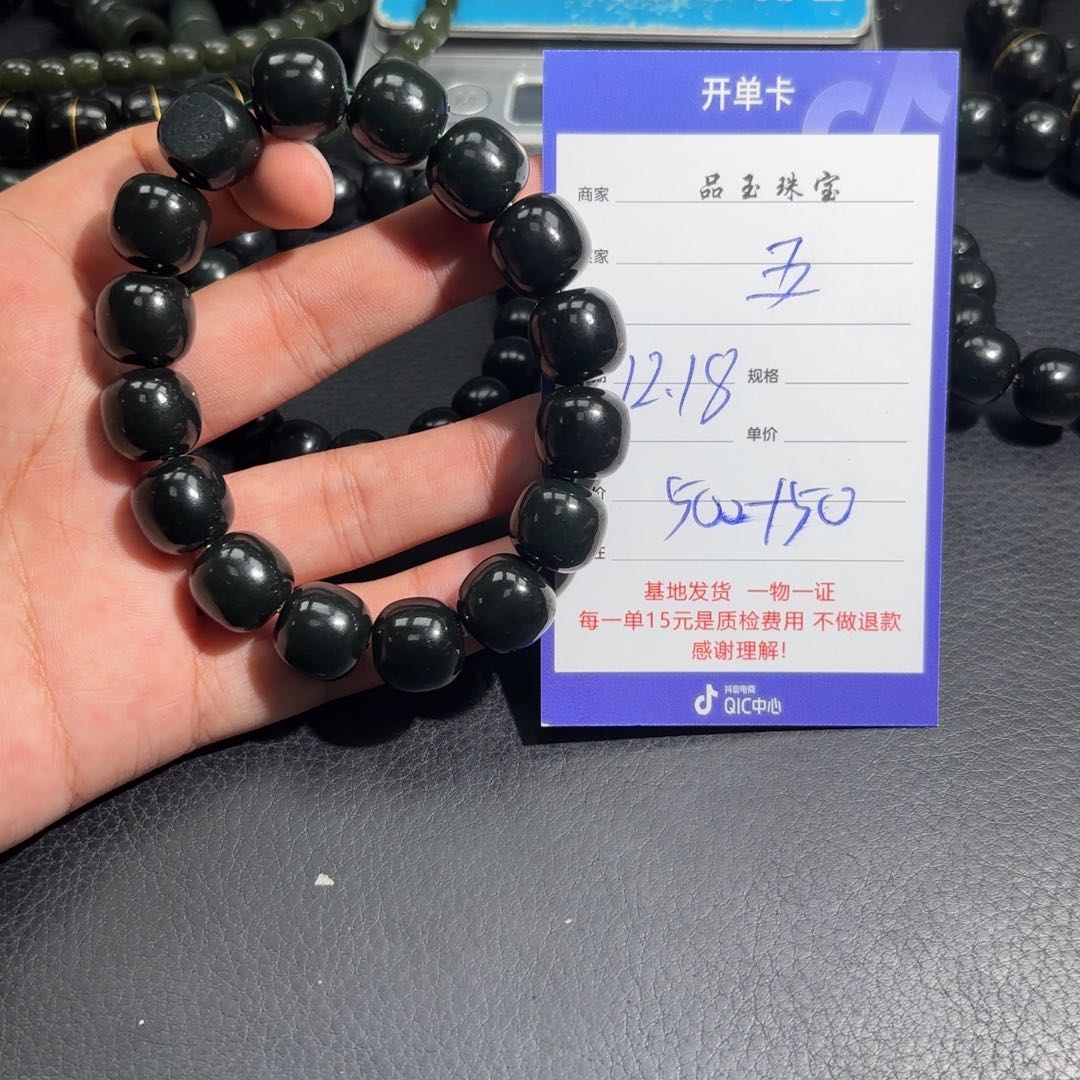 开单卡
商家 品玉珠宝
家 五
12.18 规格
单价
价 500+50
基地发货 一物一证
每一单15元是质检费用 不做退款
感谢理解!
抖音电商
QIC中心